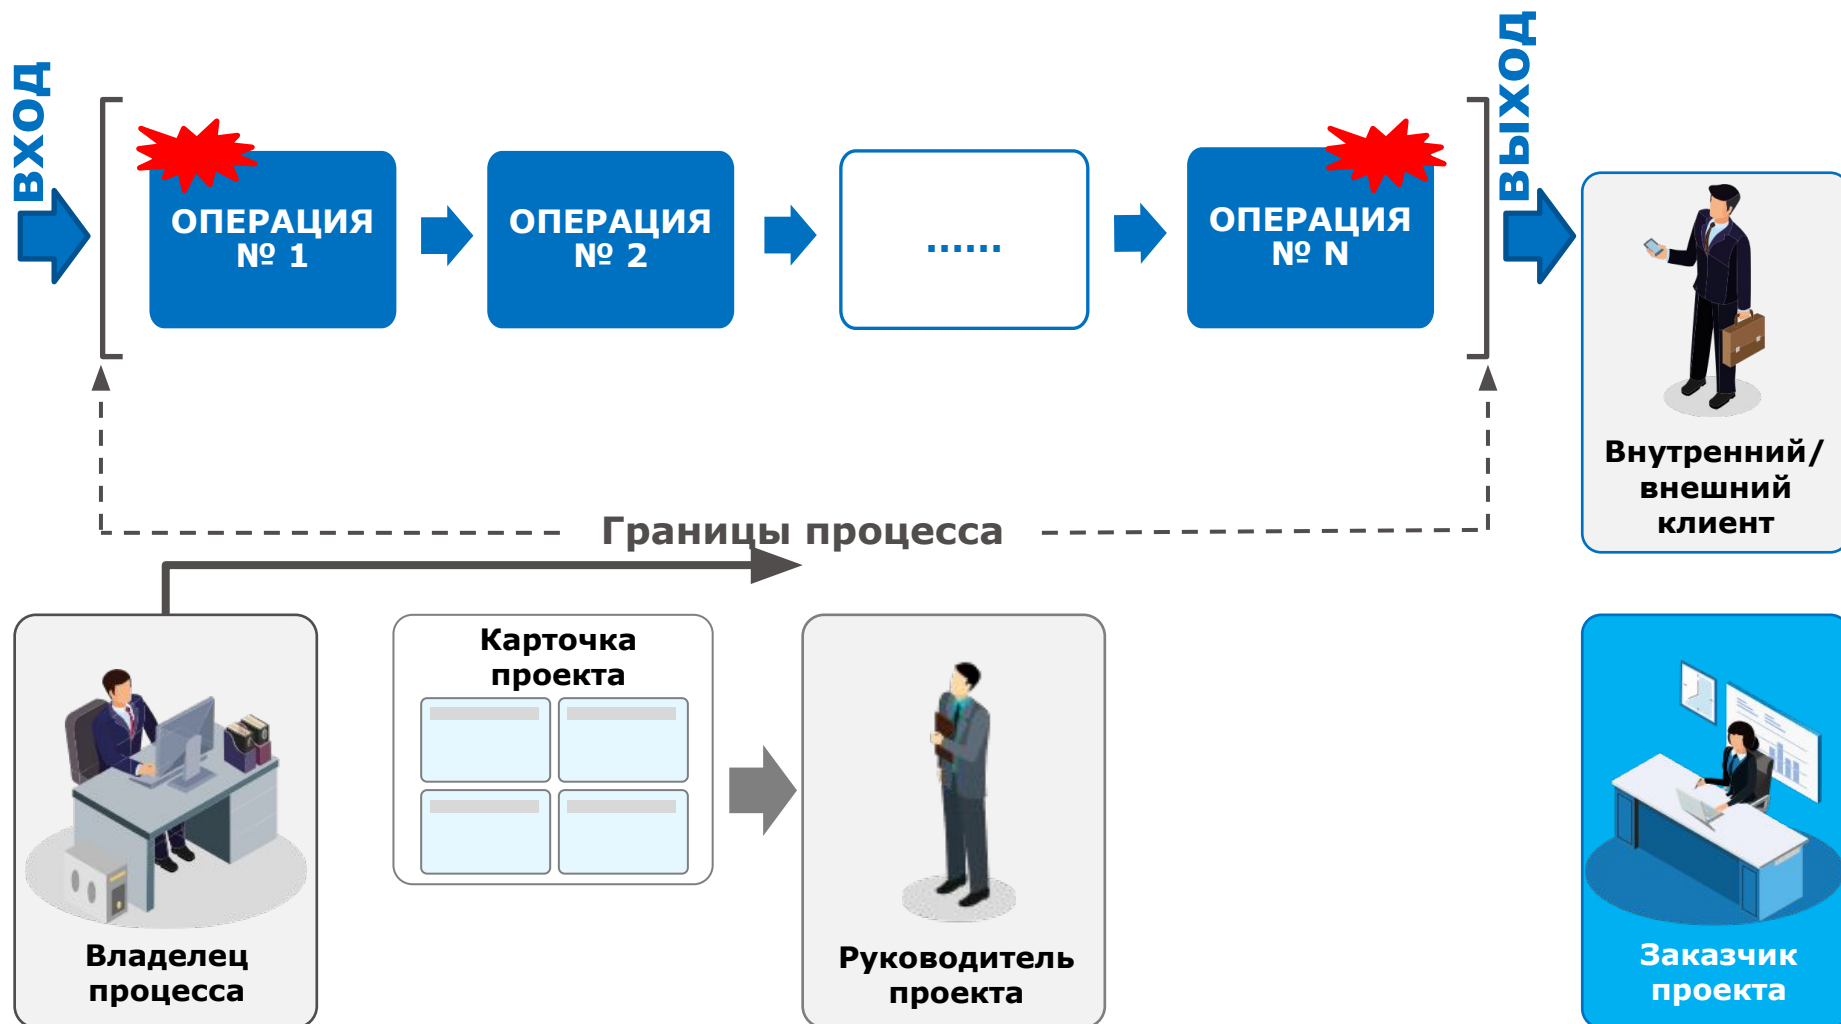 ВХОД
ВЫХОД
ОПЕРАЦИЯ
№ 1
ОПЕРАЦИЯ
№ 2
......
ОПЕРАЦИЯ
№ N
Внутренний/
внешний
клиент
Границы процесса
Владелец
процесса
Карточка
проекта
Руководитель
проекта
Заказчик
проекта